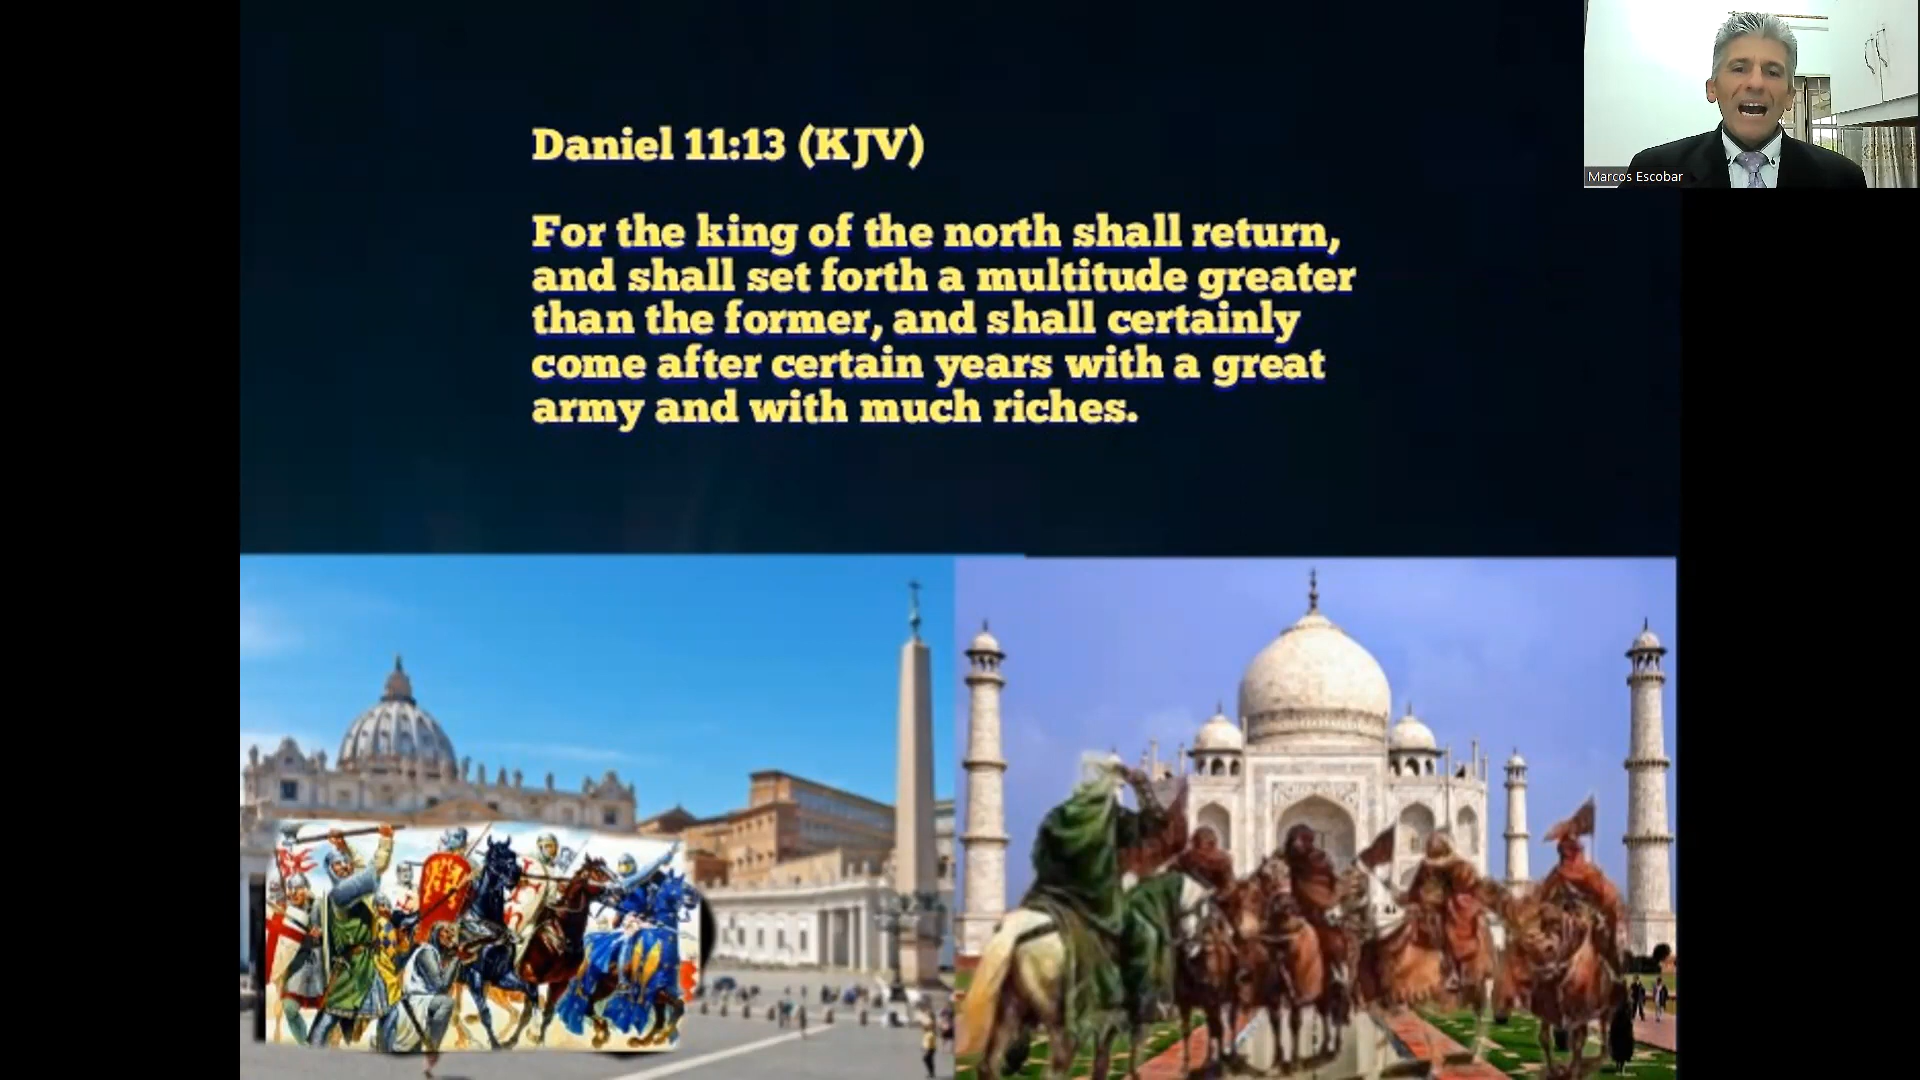 Daniel 11:13 (KJV)
For the king of the north shall return,
and shall set forth a multitude greater
than the former, and shall certainly
come after certain years with a great
army and with much riches.
Marcos Escobar